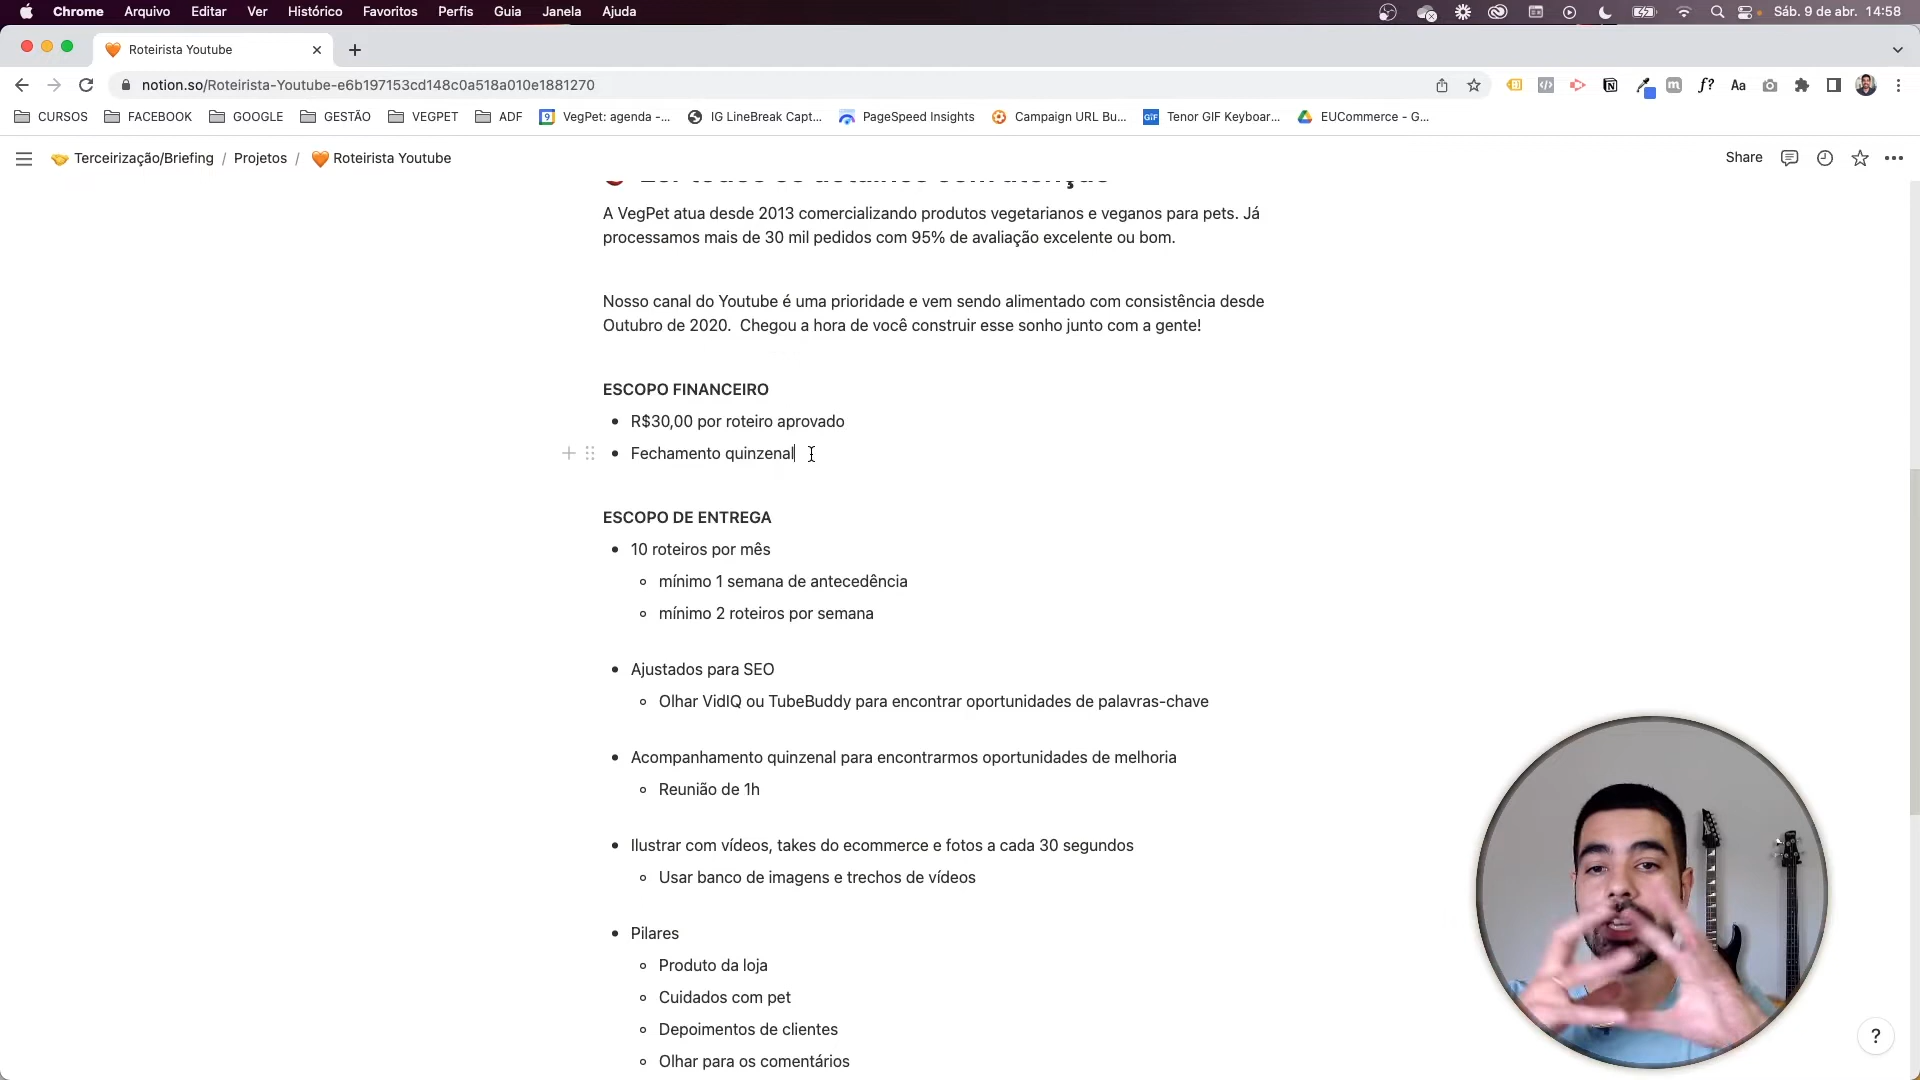 Chrome Arquivo Editar Ver Histórico Favoritos Perfis Guia Janela Ajuda Sáb. 9 de abr. 14:58
Roteirista Youtube
notion.so/Roteirista-Youtube-e6b197153cd148c0a518a010e1881270
CURSOS FACEBOOK GOOGLE GESTÃO VEGPET ADF VegPet: agenda -... IG LineBreak Capt... PageSpeed Insights Campaign URL Bu... Tenor GIF Keyboar... EUCommerce - G...
Terceirização/Briefing / Projetos / Roteirista Youtube Share
A VegPet atua desde 2013 comercializando produtos vegetarianos e veganos para pets. Já
processamos mais de 30 mil pedidos com 95% de avaliação excelente ou bom.
Nosso canal do Youtube é uma prioridade e vem sendo alimentado com consistência desde
Outubro de 2020. Chegou a hora de você construir esse sonho junto com a gente!
ESCOPO FINANCEIRO
• R$30,00 por roteiro aprovado
• Fechamento quinzenal
ESCOPO DE ENTREGA
• 10 roteiros por mês
◦ mínimo 1 semana de antecedência
◦ mínimo 2 roteiros por semana
• Ajustados para SEO
◦ Olhar VidIQ ou TubeBuddy para encontrar oportunidades de palavras-chave
• Acompanhamento quinzenal para encontrarmos oportunidades de melhoria
◦ Reunião de 1h
• Ilustrar com vídeos, takes do ecommerce e fotos a cada 30 segundos
◦ Usar banco de imagens e trechos de vídeos
• Pilares
◦ Produto da loja
◦ Cuidados com pet
◦ Depoimentos de clientes
◦ Olhar para os comentários
?